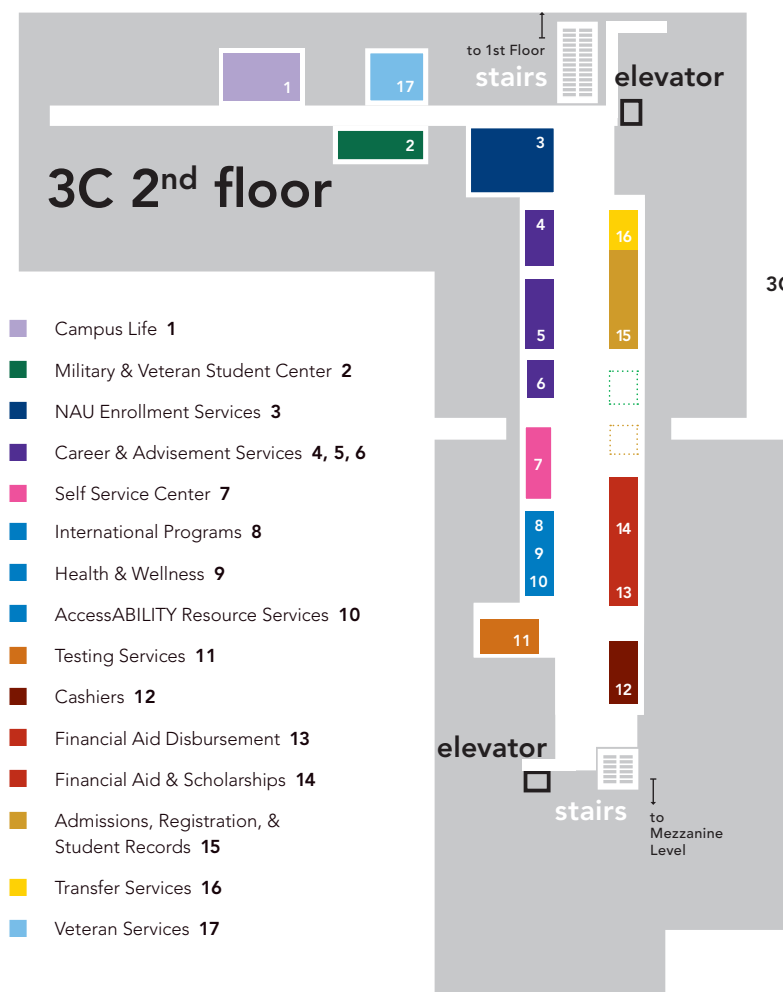 to 1st Floor
stairs
elevator
1
17
2
3
3C 2nd floor
4
16
5
15
3C
6
7
8
14
9
10
13
11
12
elevator
stairs
to
Mezzanine
Level
Campus Life 1
Military & Veteran Student Center 2
NAU Enrollment Services 3
Career & Advisement Services 4, 5, 6
Self Service Center 7
International Programs 8
Health & Wellness 9
AccessABILITY Resource Services 10
Testing Services 11
Cashiers 12
Financial Aid Disbursement 13
Financial Aid & Scholarships 14
Admissions, Registration, &
Student Records 15
Transfer Services 16
Veteran Services 17